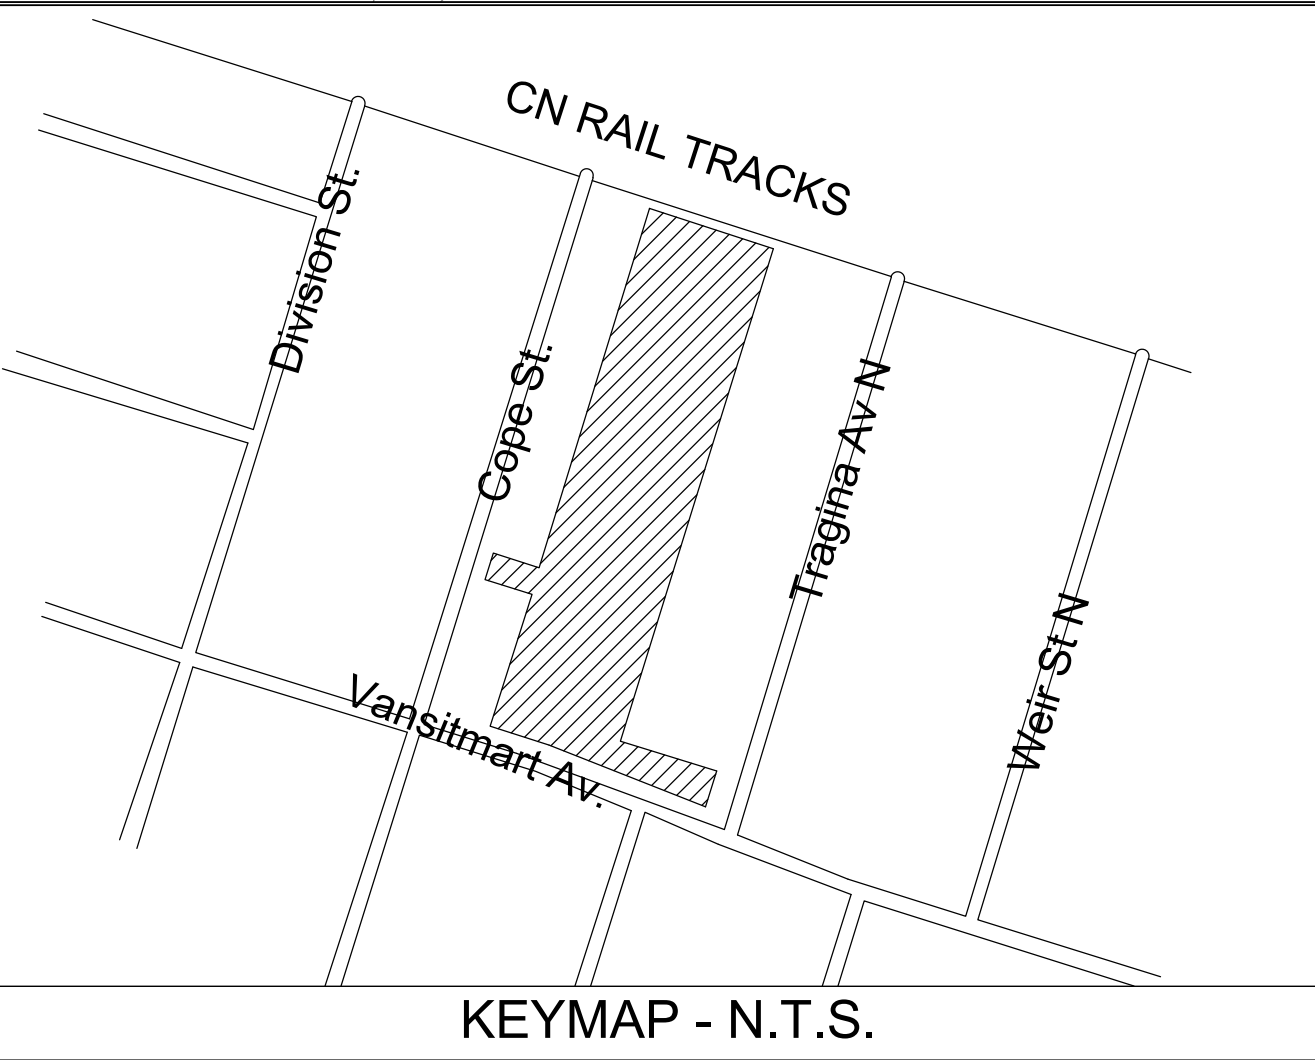 CN RAIL TRACKS
Division St.
Cope St.
Tragina Av N
Weir St N
Vansitmart Av.
KEYMAP - N.T.S.